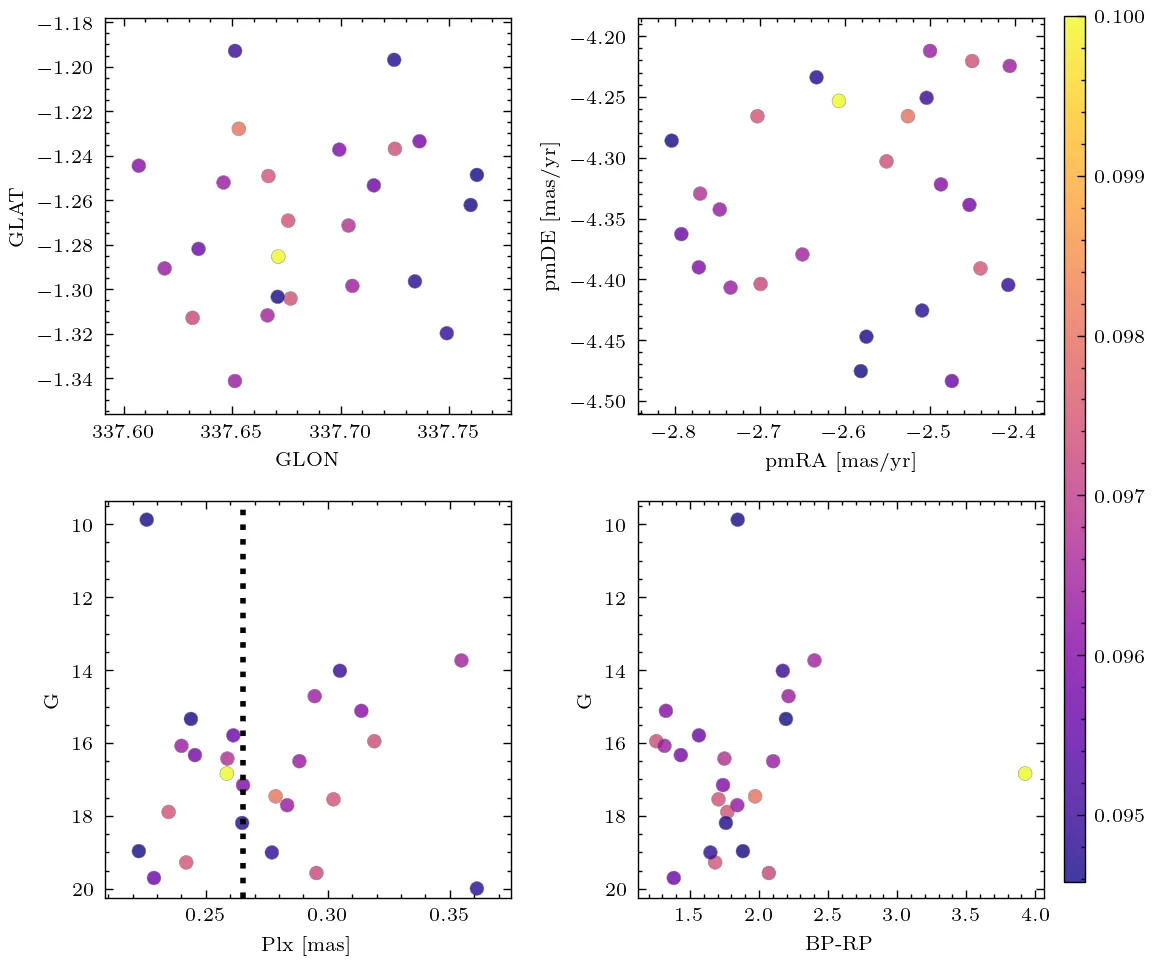 −1.18
−1.20
−1.22
−1.24
−1.26
−1.28
−1.30
−1.32
−1.34
GLAT
337.60 337.65 337.70 337.75
GLON
−4.20
−4.25
−4.30
−4.35
−4.40
−4.45
−4.50
pmDE [mas/yr]
−2.8 −2.7 −2.6 −2.5 −2.4
pmRA [mas/yr]
10
12
14
16
18
20
G
0.25 0.30 0.35
Plx [mas]
10
12
14
16
18
20
G
1.5 2.0 2.5 3.0 3.5 4.0
BP-RP
0.100
0.099
0.098
0.097
0.096
0.095